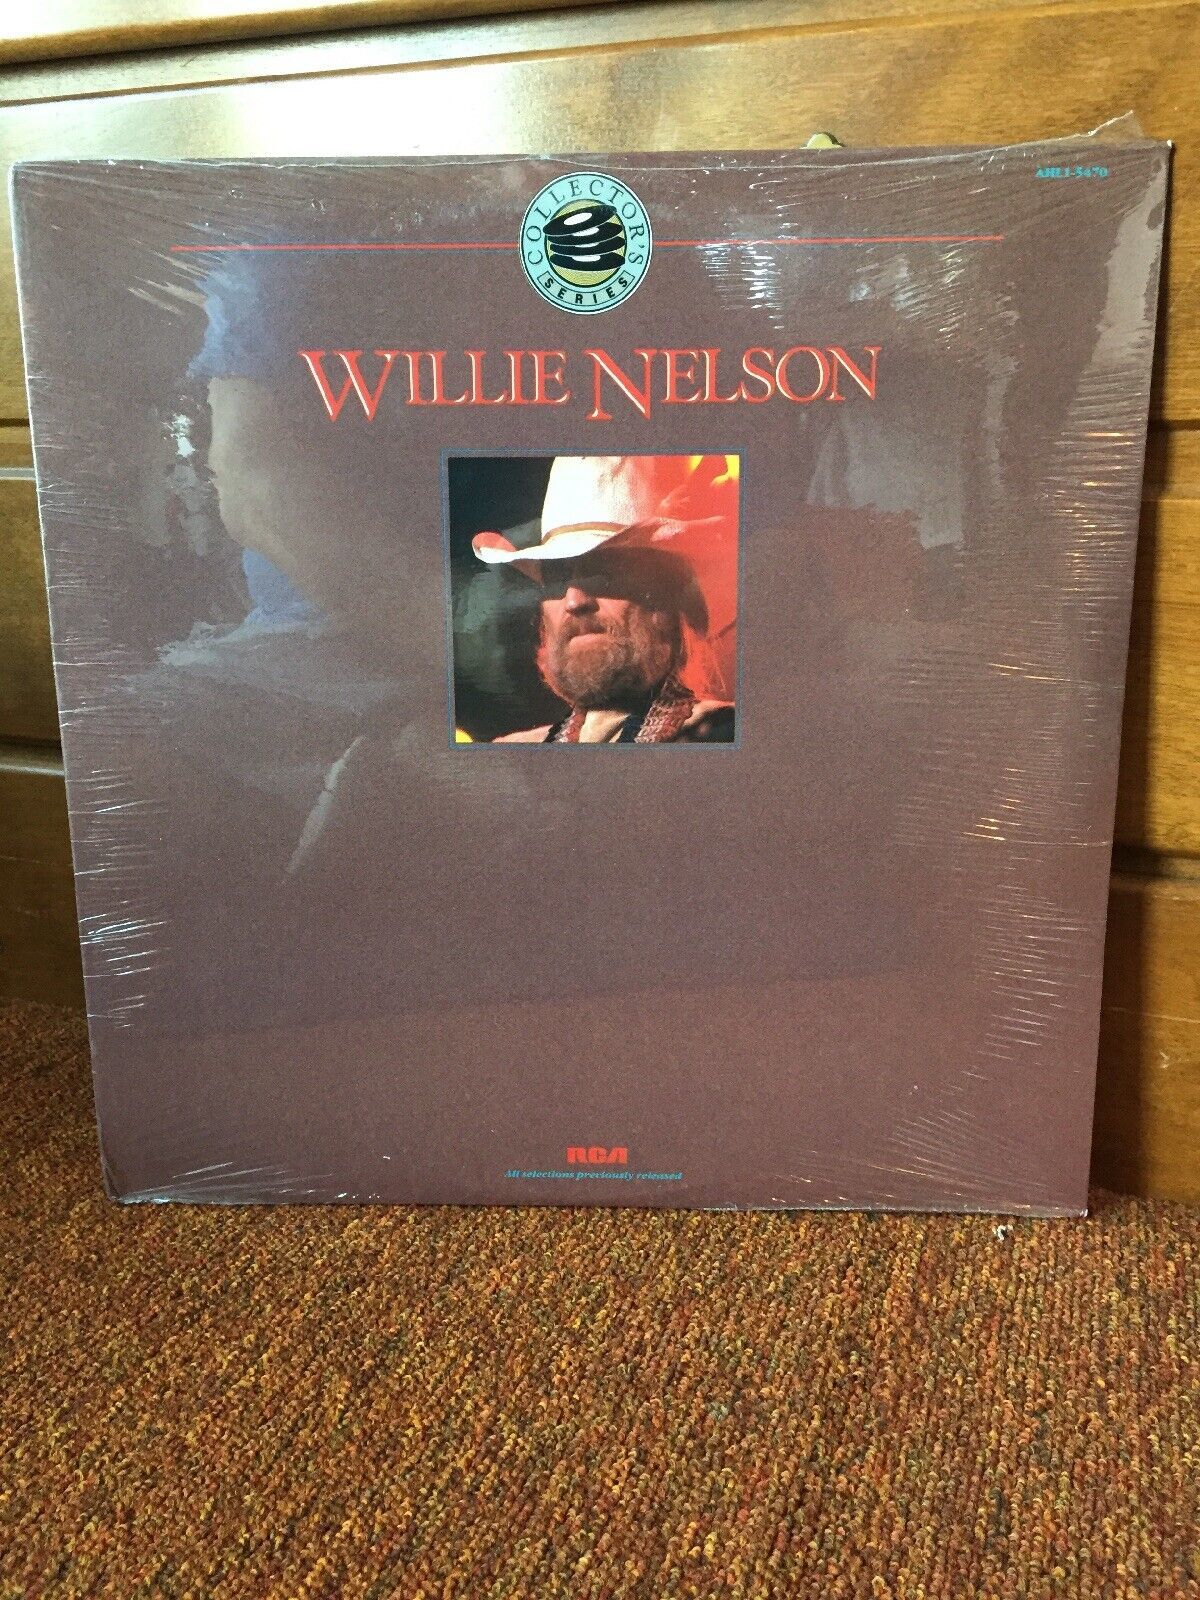 AHL1-5470
COLLECTOR'S
SERIES
WILLIE NELSON
RCA
All selections previously released